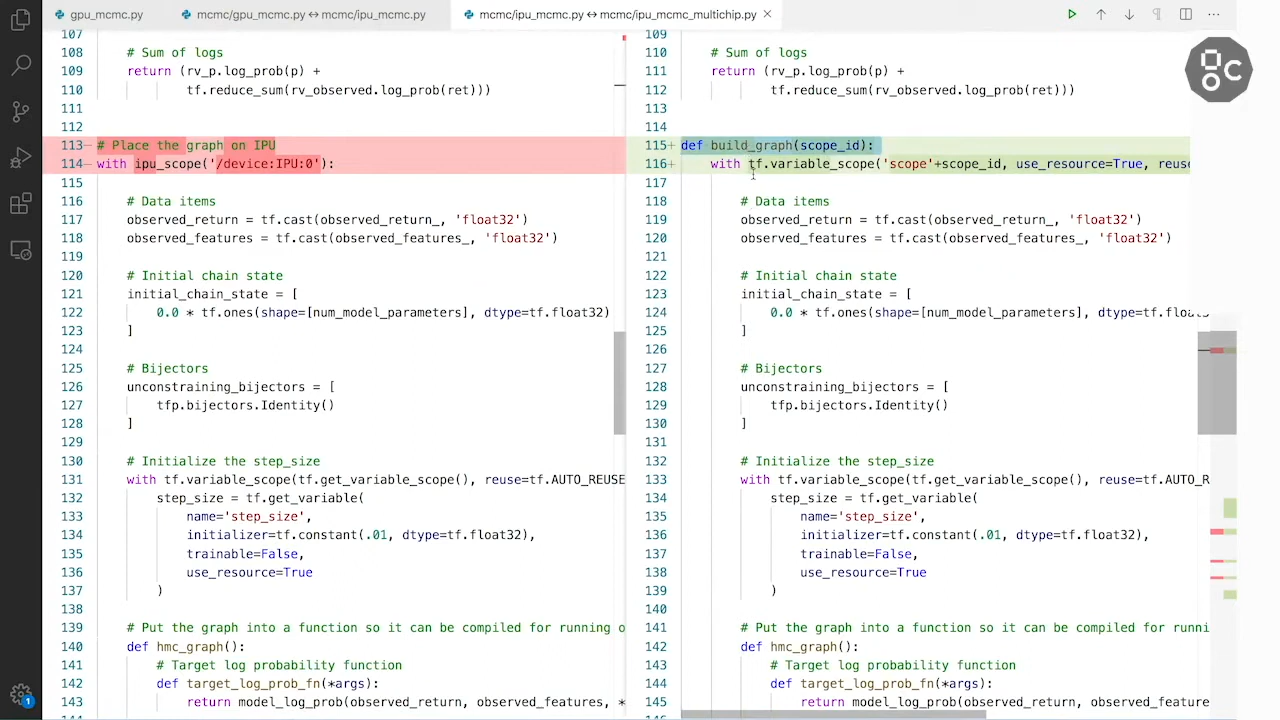 gpu_mcmc.py
mcmc/gpu_mcmc.py ↔ mcmc/ipu_mcmc.py
mcmc/ipu_mcmc.py ↔ mcmc/ipu_mcmc_multichip.py
107
108 # Sum of logs
109 return (rv_p.log_prob(p) +
110 tf.reduce_sum(rv_observed.log_prob(ret)))
111
112
113 # Place the graph on IPU
114 with ipu_scope('/device:IPU:0'):
115
116 # Data items
117 observed_return = tf.cast(observed_return_, 'float32')
118 observed_features = tf.cast(observed_features_, 'float32')
119
120 # Initial chain state
121 initial_chain_state = [
122 0.0 * tf.ones(shape=[num_model_parameters], dtype=tf.float32)
123 ]
124
125 # Bijectors
126 unconstraining_bijectors = [
127 tfp.bijectors.Identity()
128 ]
129
130 # Initialize the step_size
131 with tf.variable_scope(tf.get_variable_scope(), reuse=tf.AUTO_REUSE
132 step_size = tf.get_variable(
133 name='step_size',
134 initializer=tf.constant(.01, dtype=tf.float32),
135 trainable=False,
136 use_resource=True
137 )
138
139 # Put the graph into a function so it can be compiled for running o
140 def hmc_graph():
141 # Target log probability function
142 def target_log_prob_fn(*args):
143 return model_log_prob(observed_return, observed_features, *
109
110 # Sum of logs
111 return (rv_p.log_prob(p) +
112 tf.reduce_sum(rv_observed.log_prob(ret)))
113
114
115 def build_graph(scope_id):
116 with tf.variable_scope('scope'+scope_id, use_resource=True, reuse
117
118 # Data items
119 observed_return = tf.cast(observed_return_, 'float32')
120 observed_features = tf.cast(observed_features_, 'float32')
121
122 # Initial chain state
123 initial_chain_state = [
124 0.0 * tf.ones(shape=[num_model_parameters], dtype=tf.floa
125 ]
126
127 # Bijectors
128 unconstraining_bijectors = [
129 tfp.bijectors.Identity()
130 ]
131
132 # Initialize the step_size
133 with tf.variable_scope(tf.get_variable_scope(), reuse=tf.AUTO_R
134 step_size = tf.get_variable(
135 name='step_size',
136 initializer=tf.constant(.01, dtype=tf.float32),
137 trainable=False,
138 use_resource=True
139 )
140
141 # Put the graph into a function so it can be compiled for runni
142 def hmc_graph():
143 # Target log probability function
144 def target_log_prob_fn(*args):
145 return model_log_prob(observed_return, observed_feature
1